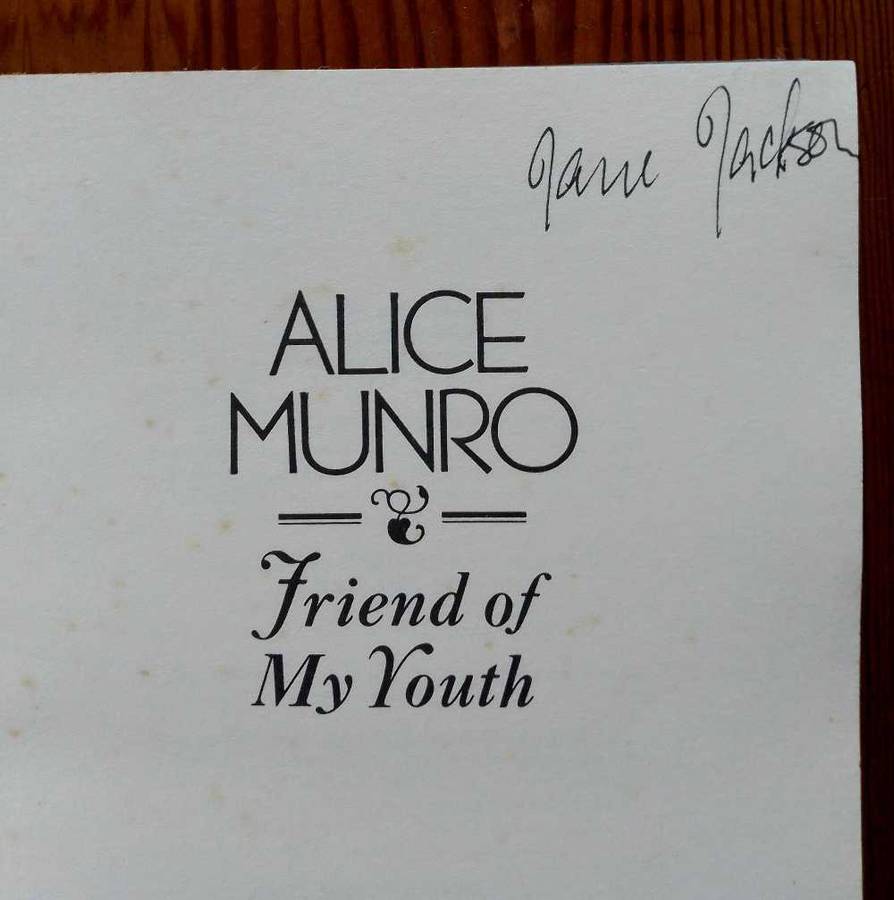 Jane Jackson
ALICE
MUNRO
Friend of
My Youth